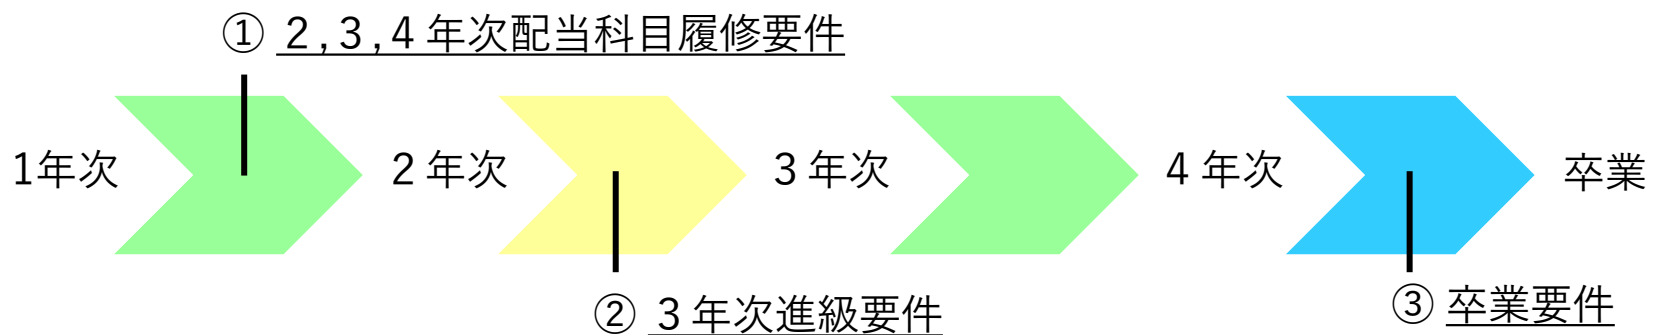 ① 2,3,4年次配当科目履修要件
1年次 2年次 3年次 4年次 卒業
② 3年次進級要件
③ 卒業要件